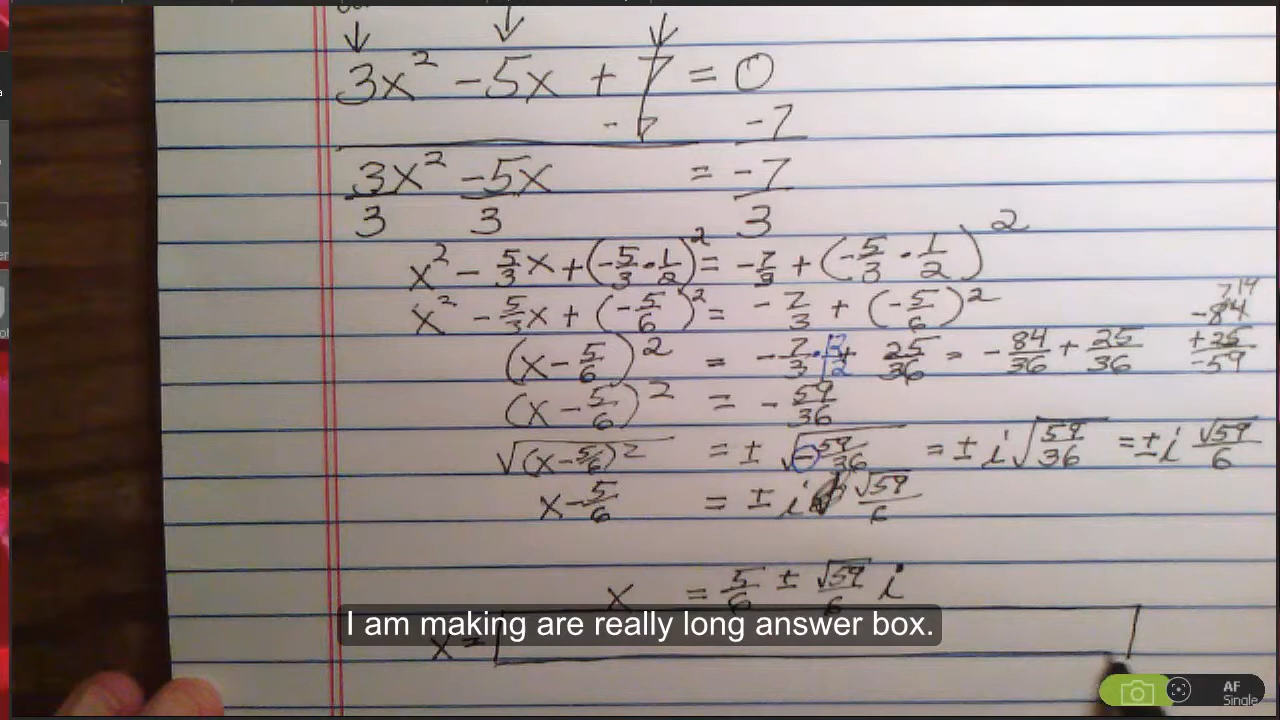 3x² - 5x + 7 = 0
- 7 -7
3x² - 5x = -7
3 3 3
x² - 5/3 x + (-5/3 · 1/2)² = -7/3 + (-5/3 · 1/2)²
x² - 5/3 x + (-5/6)² = -7/3 + (-5/6)²
714
-84
+25
-59
(x - 5/6)² = -7/3 · 12/12 + 25/36 = -84/36 + 25/36
(x - 5/6)² = -59/36
√(x - 5/6)² = ± √-59/36 = ± i √59/36 = ± i √59/6
x - 5/6 = ± i √59/6
x = 5/6 ± √59/6 i
I am making are really long answer box.
x =
AF
Single